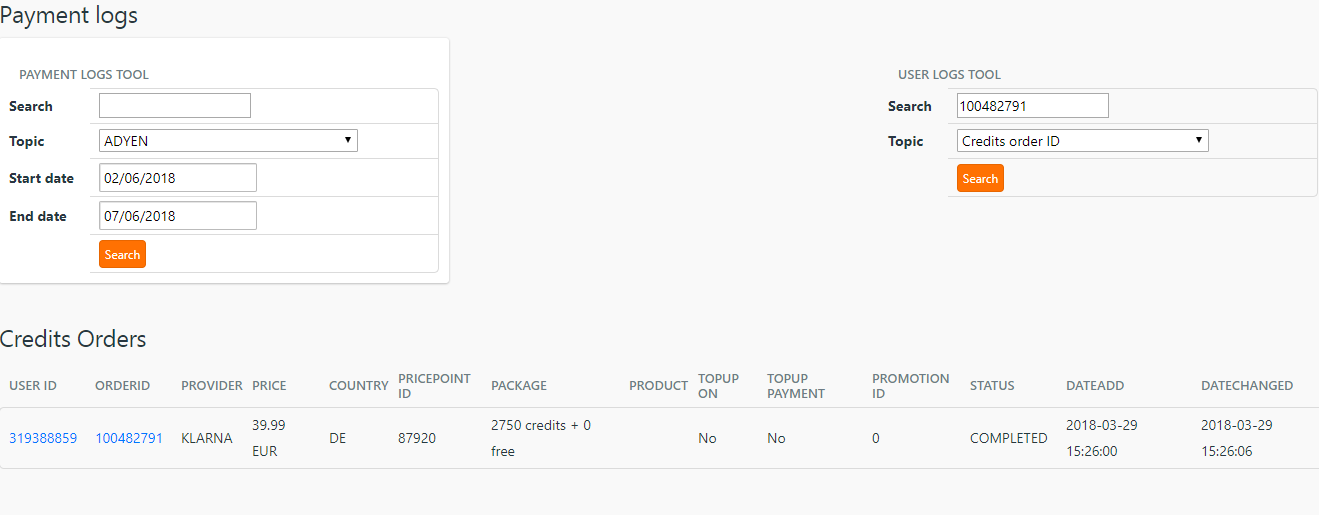 Payment logs
PAYMENT LOGS TOOL
Search
Topic ADYEN
Start date 02/06/2018
End date 07/06/2018
Search
USER LOGS TOOL
Search 100482791
Topic Credits order ID
Search
Credits Orders
USER ID ORDERID PROVIDER PRICE COUNTRY PRICEPOINT ID PACKAGE PRODUCT TOPUP ON TOPUP PAYMENT PROMOTION ID STATUS DATEADD DATECHANGED
319388859 100482791 KLARNA 39.99 EUR DE 87920 2750 credits + 0 free No No 0 COMPLETED 2018-03-29 15:26:00 2018-03-29 15:26:06